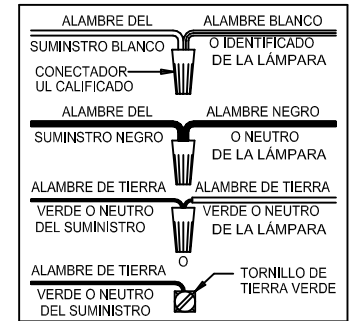 ALAMBRE DEL
SUMINSTRO BLANCO
ALAMBRE BLANCO
O IDENTIFICADO
DE LA LÁMPARA
CONECTADOR
UL CALIFICADO
ALAMBRE DEL
SUMINSTRO NEGRO
ALAMBRE NEGRO
O NEUTRO
DE LA LÁMPARA
ALAMBRE DE TIERRA
VERDE O NEUTRO
DEL SUMINISTRO
ALAMBRE DE TIERRA
VERDE O NEUTRO
DE LA LÁMPARA
O
ALAMBRE DE TIERRA
VERDE O NEUTRO
DEL SUMINISTRO
TORNILLO DE
TIERRA VERDE